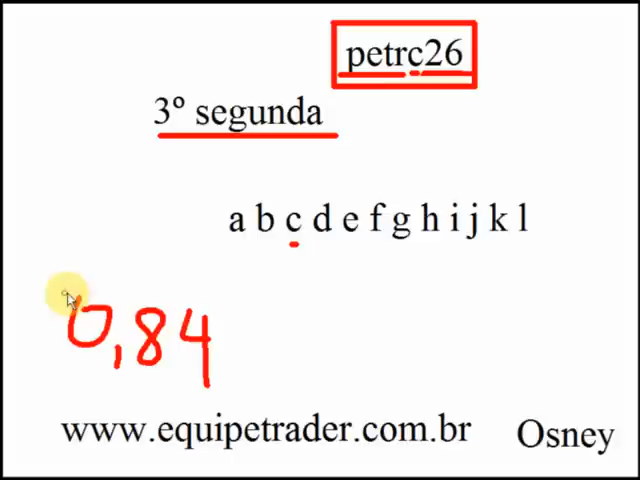 petrc26
3º segunda
a b c d e f g h i j k l
0,84
www.equipetrader.com.br
Osney